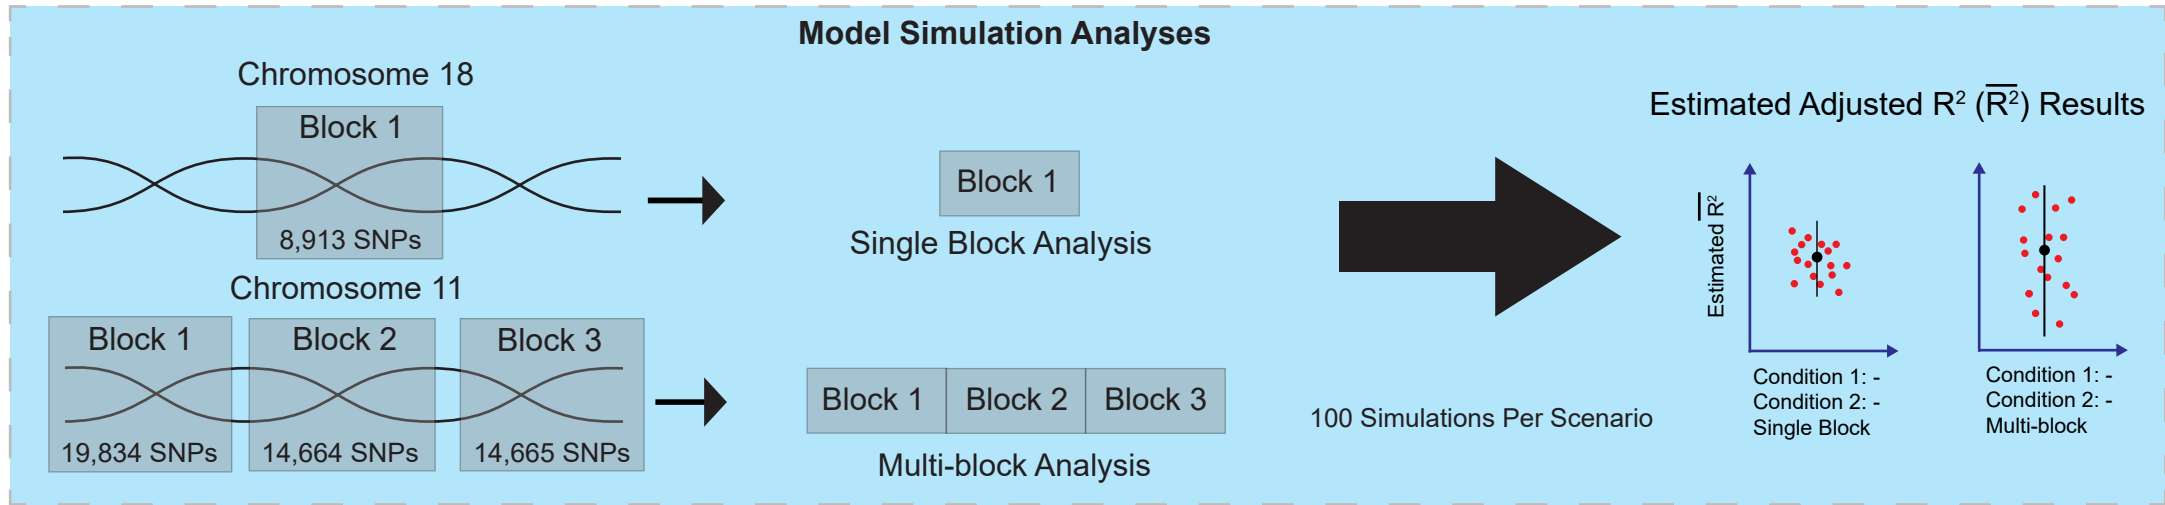 Model Simulation Analyses
Chromosome 18
Block 1
8,913 SNPs
Chromosome 11
Block 1
Block 2
Block 3
19,834 SNPs
14,664 SNPs
14,665 SNPs
Block 1
Single Block Analysis
Block 1
Block 2
Block 3
Multi-block Analysis
100 Simulations Per Scenario
Estimated Adjusted R² (R̅²) Results
Estimated R̅²
Condition 1: -
Condition 2: -
Single Block
Condition 1: -
Condition 2: -
Multi-block